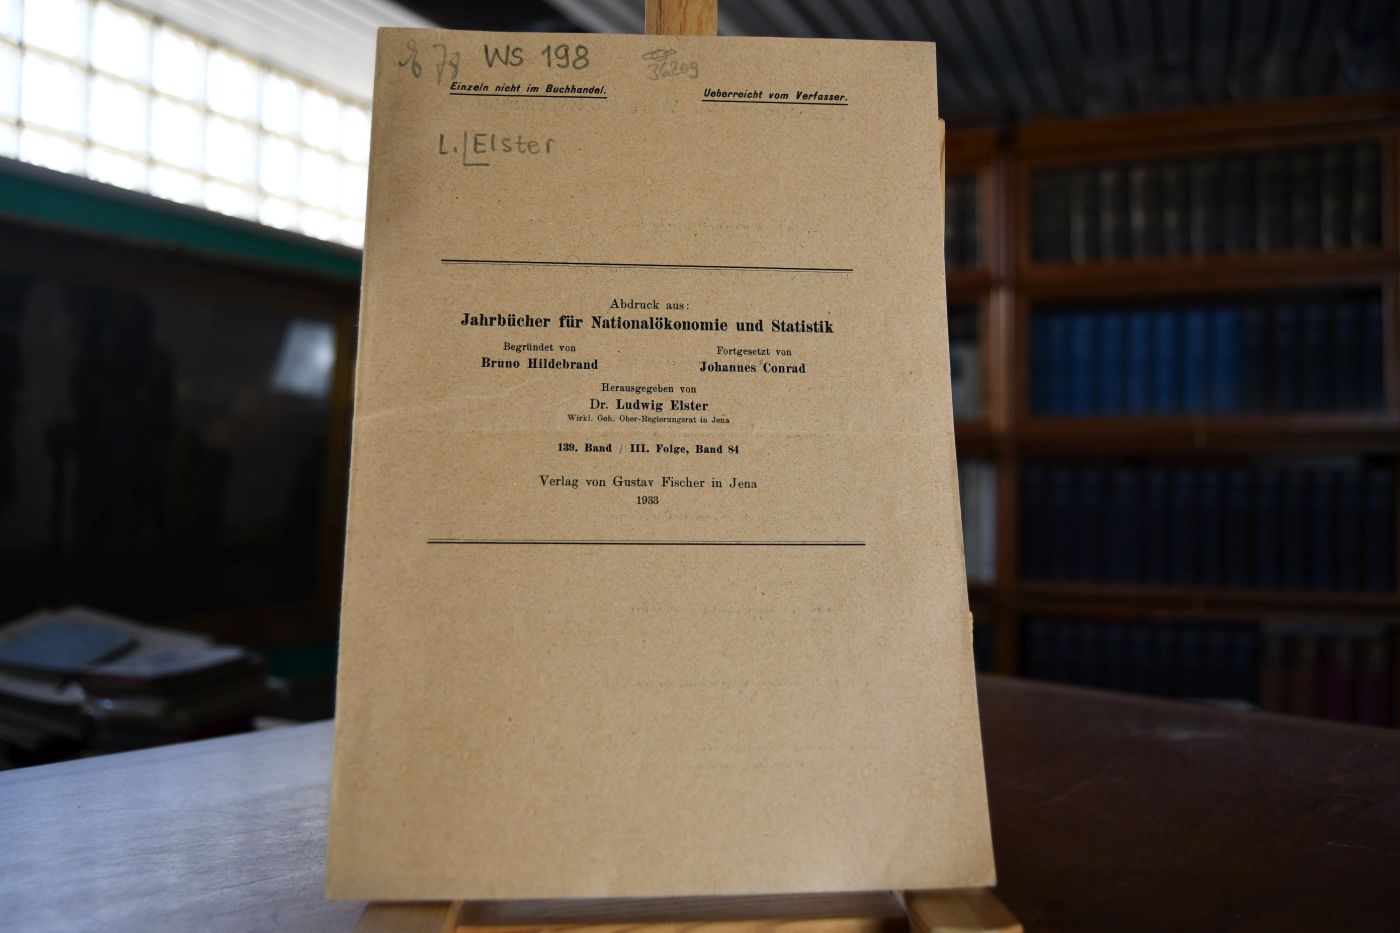 WS 198
36209
Einzeln nicht im Buchhandel.
Ueberreicht vom Verfasser.
L. Elster
Abdruck aus:
Jahrbücher für Nationalökonomie und Statistik
Begründet von
Bruno Hildebrand
Fortgesetzt von
Johannes Conrad
Herausgegeben von
Dr. Ludwig Elster
Wirkl. Geh. Ober-Regierungsrat in Jena
139. Band / III. Folge, Band 84
Verlag von Gustav Fischer in Jena
1933